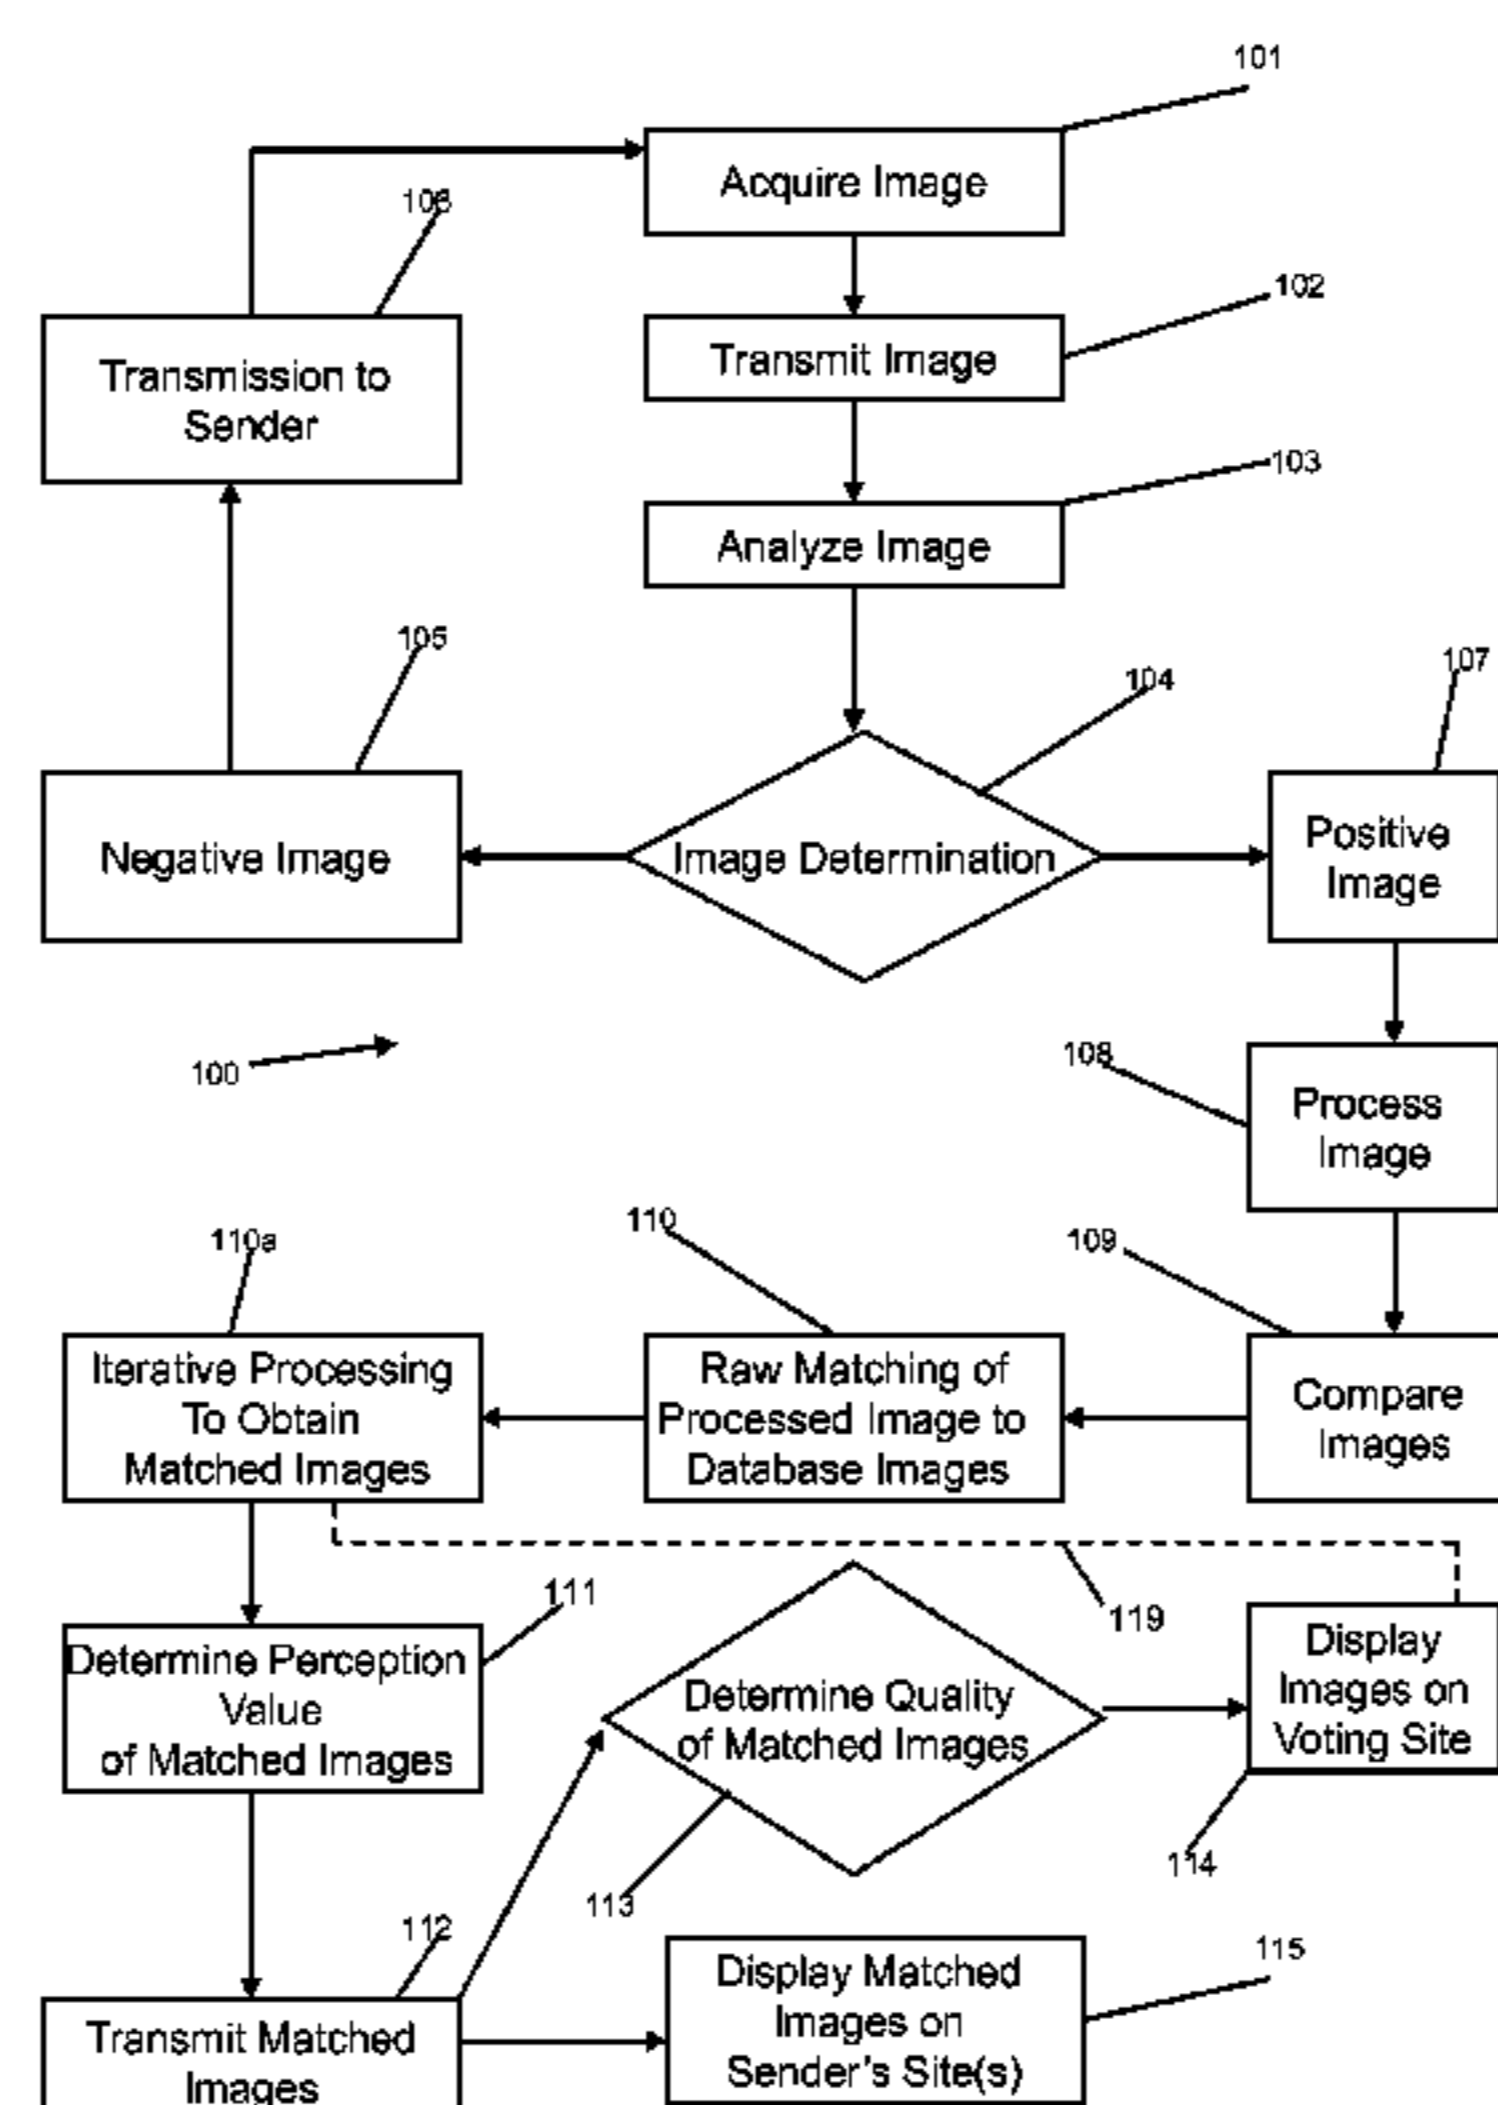 101
Acquire Image
106
102
Transmission to
Sender
Transmit Image
103
Analyze Image
105
104
107
Negative Image
Image Determination
Positive
Image
100
108
Process
Image
110a
110
109
Iterative Processing
To Obtain
Matched Images
Raw Matching of
Processed Image to
Database Images
Compare
Images
111
119
Determine Perception
Value
of Matched Images
Determine Quality
of Matched Images
Display
Images on
Voting Site
114
113
112
115
Transmit Matched
Images
Display Matched
Images on
Sender's Site(s)